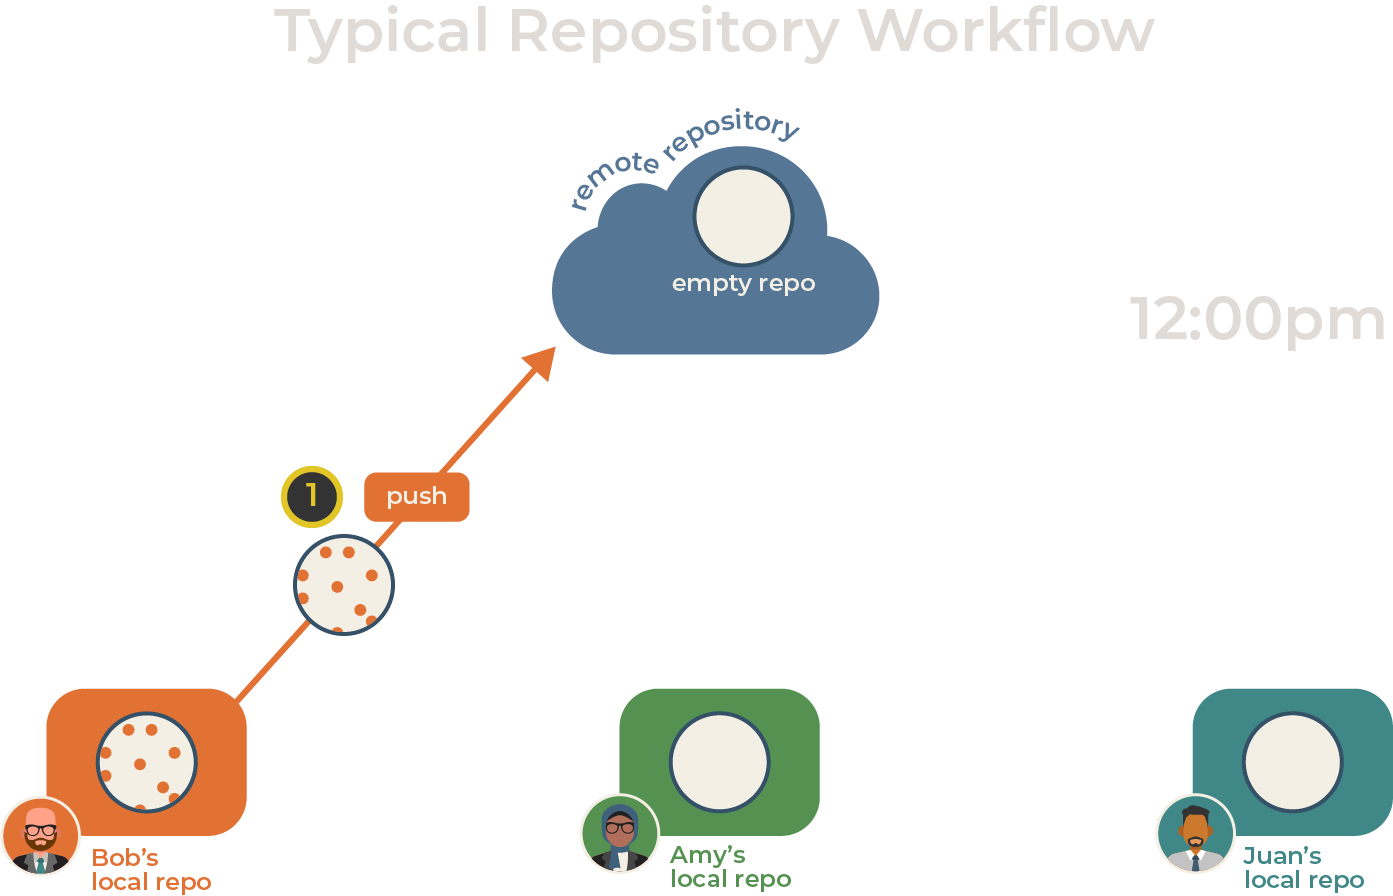 Typical Repository Workflow
remote repository
empty repo
12:00pm
1
push
Bob's
local repo
Amy's
local repo
Juan's
local repo